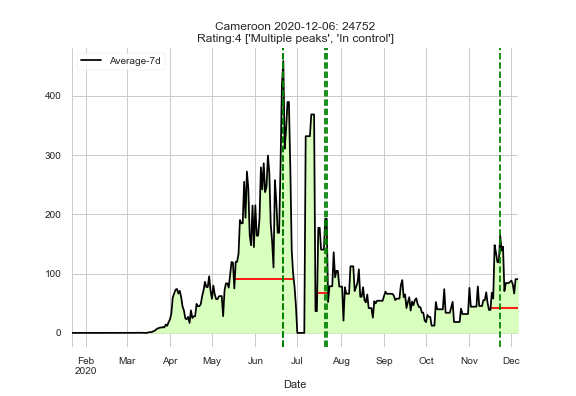 Cameroon 2020-12-06: 24752
Rating:4 ['Multiple peaks', 'In control']
Average-7d
400
300
200
100
0
Feb Mar Apr May Jun Jul Aug Sep Oct Nov Dec
2020
Date